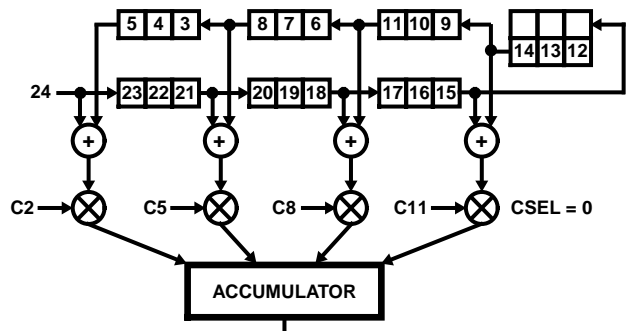 5 4 3 8 7 6 11 10 9
14 13 12
24 23 22 21 20 19 18 17 16 15
+ + + +
C2 C5 C8 C11 CSEL = 0
ACCUMULATOR